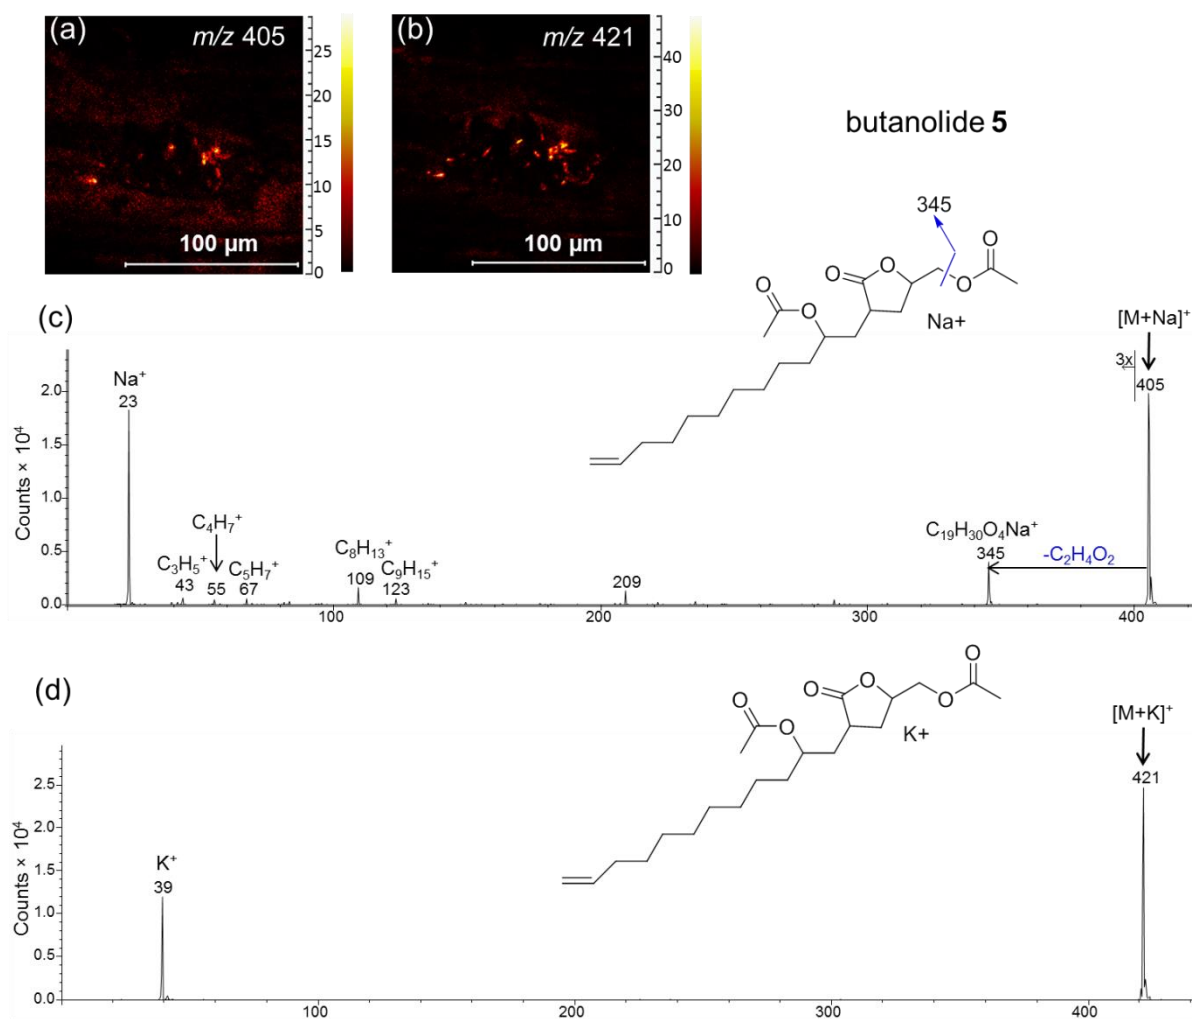 (a)
m/z 405
25
20
15
10
5
0
100 µm
(b)
m/z 421
40
30
20
10
0
100 µm
butanolide 5
345
O
O
O
O
O
O
Na+
(c)
[M+Na]⁺
3x
405
Na⁺
23
C₄H₇⁺
C₃H₅⁺
43
55
C₅H₇⁺
67
C₈H₁₃⁺
109
C₉H₁₅⁺
123
209
C₁₉H₃₀O₄Na⁺
345
-C₂H₄O₂
Counts × 10⁴
2.0
1.5
1.0
0.5
0.0
100
200
300
400
(d)
O
O
O
O
O
O
K+
[M+K]⁺
421
K⁺
39
Counts × 10⁴
2.5
2.0
1.5
1.0
0.5
0.0
100
200
300
400